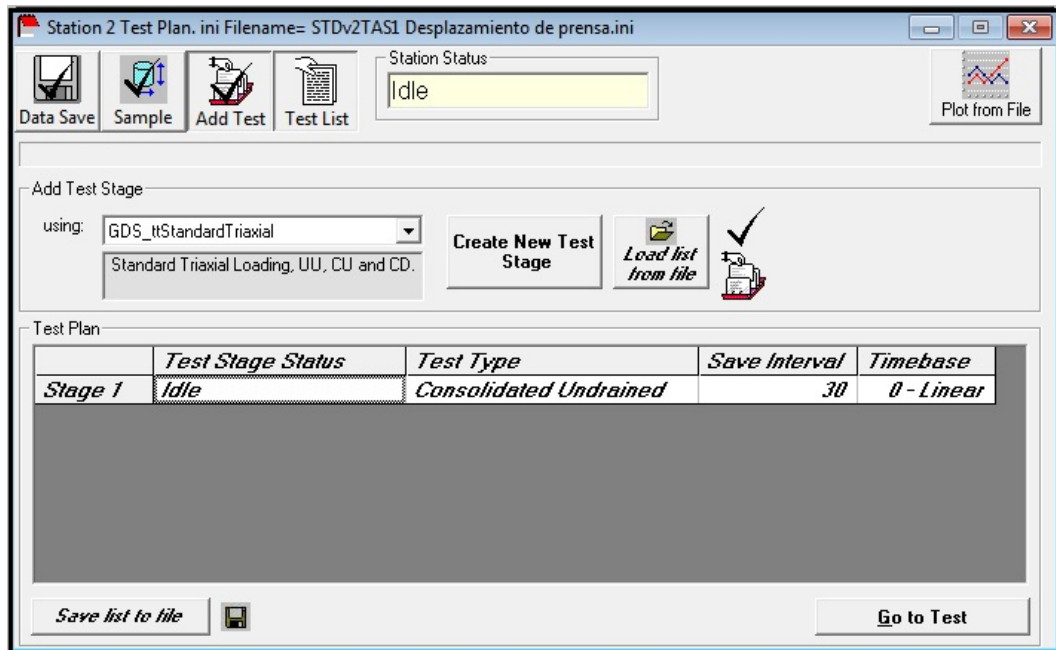 Station 2 Test Plan. ini Filename= STDv2TAS1 Desplazamiento de prensa.ini
Data Save
Sample
Add Test
Test List
Station Status
Idle
Plot from File
Add Test Stage
using:
GDS_ttStandardTriaxial
Standard Triaxial Loading, UU, CU and CD.
Create New Test
Stage
Load list
from file
Test Plan
Test Stage Status Test Type Save Interval Timebase
Stage 1 Idle Consolidated Undrained 30 0 - Linear
Save list to file
Go to Test